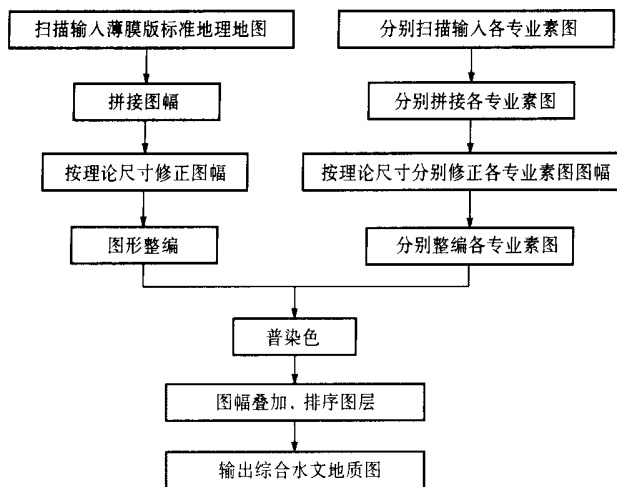 扫描输入薄膜版标准地理地图
分别扫描输入各专业素图
拼接图幅
分别拼接各专业素图
按理论尺寸修正图幅
按理论尺寸分别修正各专业素图图幅
图形整编
分别整编各专业素图
普染色
图幅叠加、排序图层
输出综合水文地质图